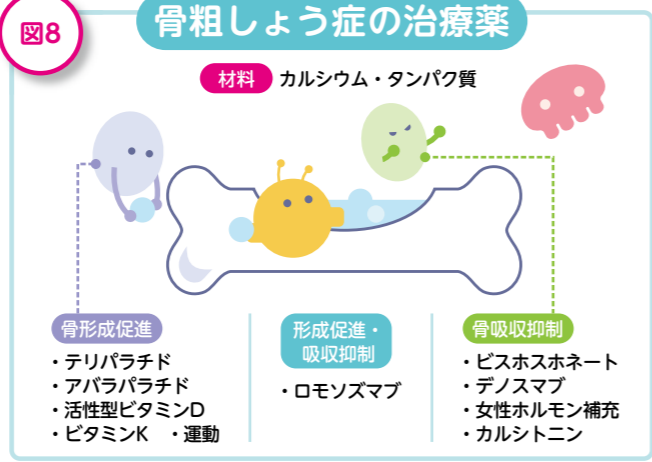 図8
骨粗しょう症の治療薬
材料 カルシウム・タンパク質
骨形成促進
・テリパラチド
・アバラパラチド
・活性型ビタミンD
・ビタミンK ・運動
形成促進・
吸収抑制
・ロモソズマブ
骨吸収抑制
・ビスホスホネート
・デノスマブ
・女性ホルモン補充
・カルシトニン